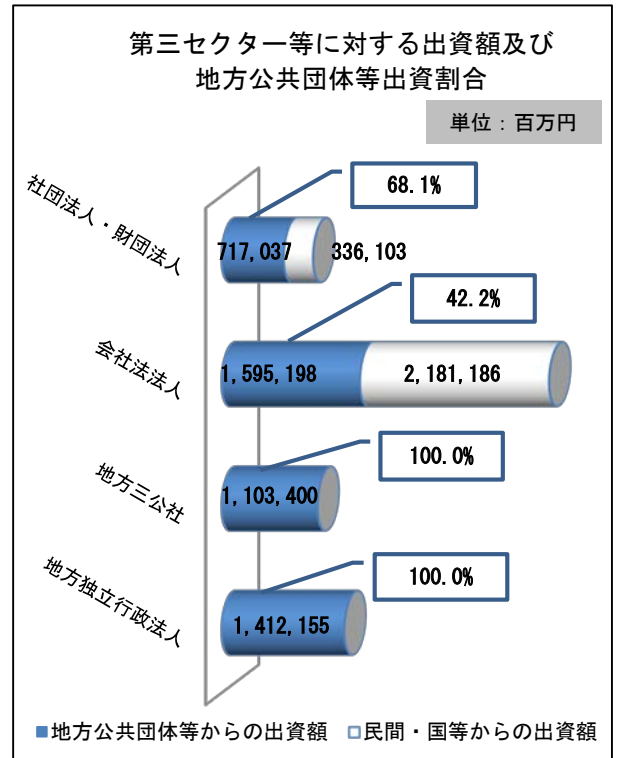 第三セクター等に対する出資額及び
地方公共団体等出資割合
単位：百万円
社団法人・財団法人
68.1%
717,037
336,103
会社法法人
42.2%
1,595,198
2,181,186
地方三公社
100.0%
1,103,400
地方独立行政法人
100.0%
1,412,155
地方公共団体等からの出資額
民間・国等からの出資額